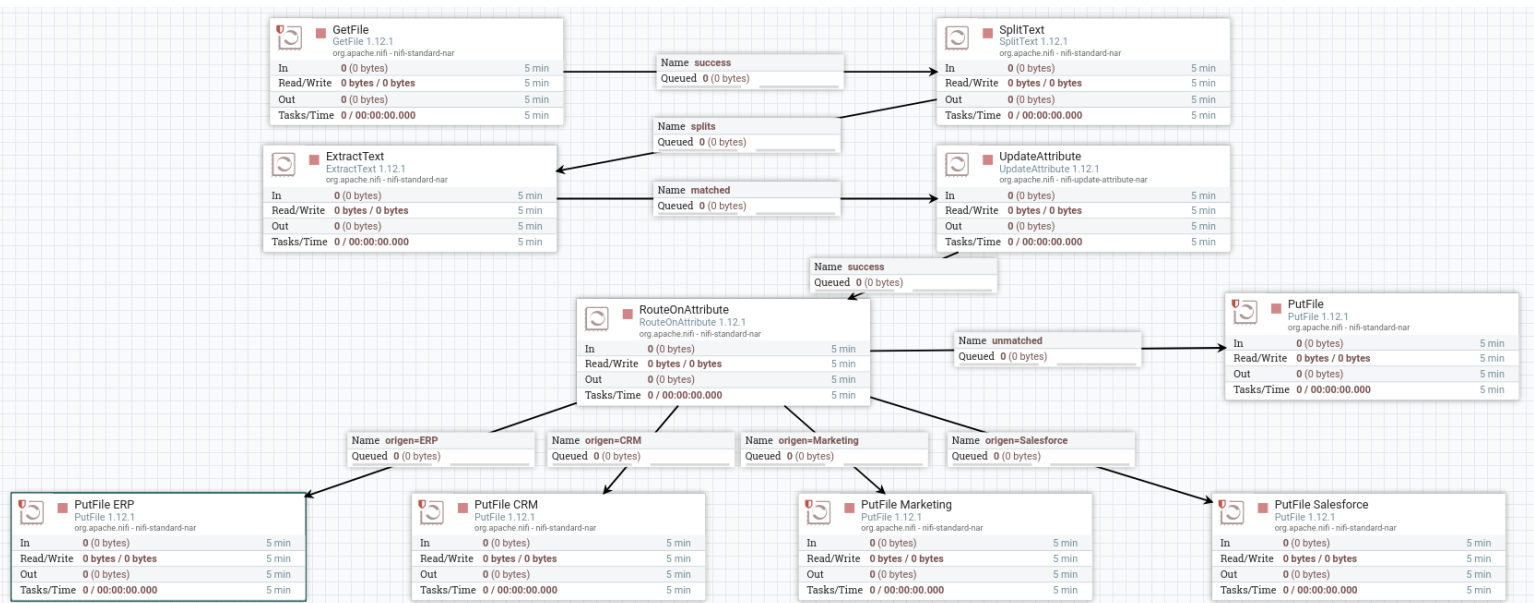 GetFile
GetFile 1.12.1
org.apache.nifi - nifi-standard-nar
In 0 (0 bytes) 5 min
Read/Write 0 bytes / 0 bytes 5 min
Out 0 (0 bytes) 5 min
Tasks/Time 0 / 00:00:00.000 5 min
Name success
Queued 0 (0 bytes)
SplitText
SplitText 1.12.1
org.apache.nifi - nifi-standard-nar
In 0 (0 bytes) 5 min
Read/Write 0 bytes / 0 bytes 5 min
Out 0 (0 bytes) 5 min
Tasks/Time 0 / 00:00:00.000 5 min
Name splits
Queued 0 (0 bytes)
ExtractText
ExtractText 1.12.1
org.apache.nifi - nifi-standard-nar
In 0 (0 bytes) 5 min
Read/Write 0 bytes / 0 bytes 5 min
Out 0 (0 bytes) 5 min
Tasks/Time 0 / 00:00:00.000 5 min
Name matched
Queued 0 (0 bytes)
UpdateAttribute
UpdateAttribute 1.12.1
org.apache.nifi - nifi-update-attribute-nar
In 0 (0 bytes) 5 min
Read/Write 0 bytes / 0 bytes 5 min
Out 0 (0 bytes) 5 min
Tasks/Time 0 / 00:00:00.000 5 min
Name success
Queued 0 (0 bytes)
RouteOnAttribute
RouteOnAttribute 1.12.1
org.apache.nifi - nifi-standard-nar
In 0 (0 bytes) 5 min
Read/Write 0 bytes / 0 bytes 5 min
Out 0 (0 bytes) 5 min
Tasks/Time 0 / 00:00:00.000 5 min
Name unmatched
Queued 0 (0 bytes)
PutFile
PutFile 1.12.1
org.apache.nifi - nifi-standard-nar
In 0 (0 bytes) 5 min
Read/Write 0 bytes / 0 bytes 5 min
Out 0 (0 bytes) 5 min
Tasks/Time 0 / 00:00:00.000 5 min
Name origen=ERP
Queued 0 (0 bytes)
Name origen=CRM
Queued 0 (0 bytes)
Name origen=Marketing
Queued 0 (0 bytes)
Name origen=Salesforce
Queued 0 (0 bytes)
PutFile ERP
PutFile 1.12.1
org.apache.nifi - nifi-standard-nar
In 0 (0 bytes) 5 min
Read/Write 0 bytes / 0 bytes 5 min
Out 0 (0 bytes) 5 min
Tasks/Time 0 / 00:00:00.000 5 min
PutFile CRM
PutFile 1.12.1
org.apache.nifi - nifi-standard-nar
In 0 (0 bytes) 5 min
Read/Write 0 bytes / 0 bytes 5 min
Out 0 (0 bytes) 5 min
Tasks/Time 0 / 00:00:00.000 5 min
PutFile Marketing
PutFile 1.12.1
org.apache.nifi - nifi-standard-nar
In 0 (0 bytes) 5 min
Read/Write 0 bytes / 0 bytes 5 min
Out 0 (0 bytes) 5 min
Tasks/Time 0 / 00:00:00.000 5 min
PutFile Salesforce
PutFile 1.12.1
org.apache.nifi - nifi-standard-nar
In 0 (0 bytes) 5 min
Read/Write 0 bytes / 0 bytes 5 min
Out 0 (0 bytes) 5 min
Tasks/Time 0 / 00:00:00.000 5 min